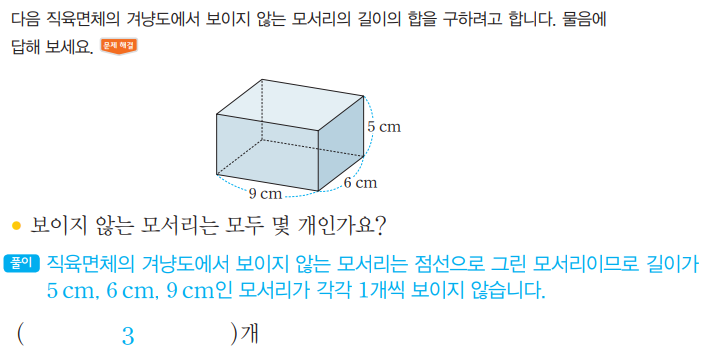 다음 직육면체의 겨냥도에서 보이지 않는 모서리의 길이의 합을 구하려고 합니다. 물음에
답해 보세요. 문제 해결
5 cm
6 cm
9 cm
● 보이지 않는 모서리는 모두 몇 개인가요?
풀이 직육면체의 겨냥도에서 보이지 않는 모서리는 점선으로 그린 모서리이므로 길이가
5 cm, 6 cm, 9 cm인 모서리가 각각 1개씩 보이지 않습니다.
( 3 )개